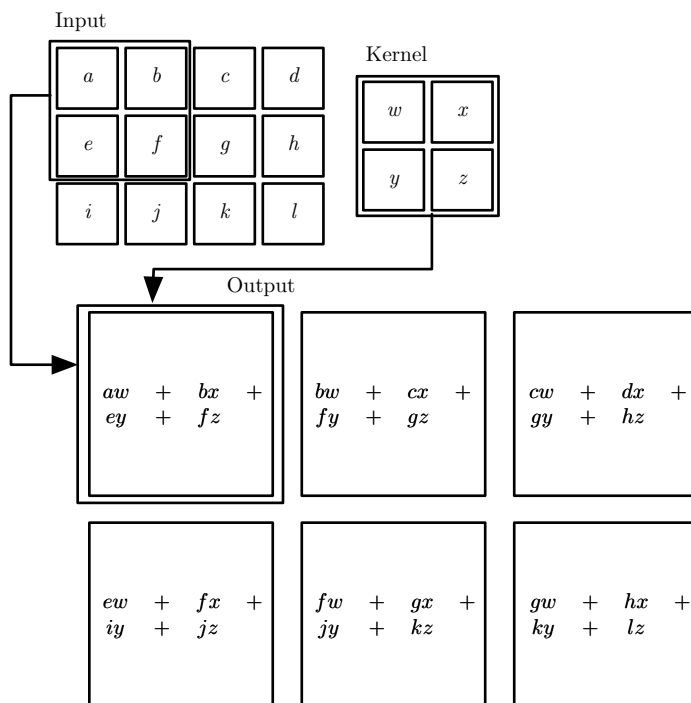 Input
a b c d
Kernel
w x
e f g h
y z
i j k l
Output
aw + bx + bw + cx + cw + dx +
ey + fz fy + gz gy + hz
ew + fx + fw + gx + gw + hx +
iy + jz jy + kz ky + lz